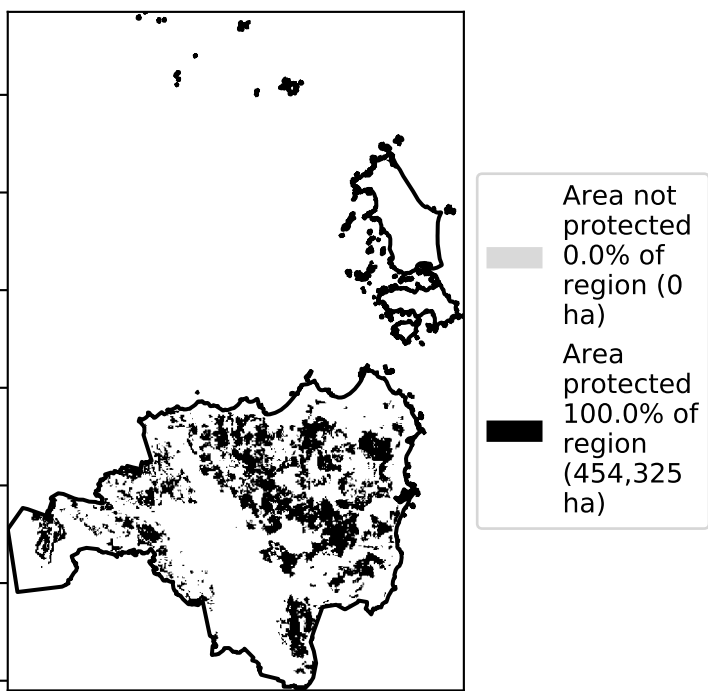 Area not
protected
0.0% of
region (0
ha)
Area
protected
100.0% of
region
(454,325
ha)